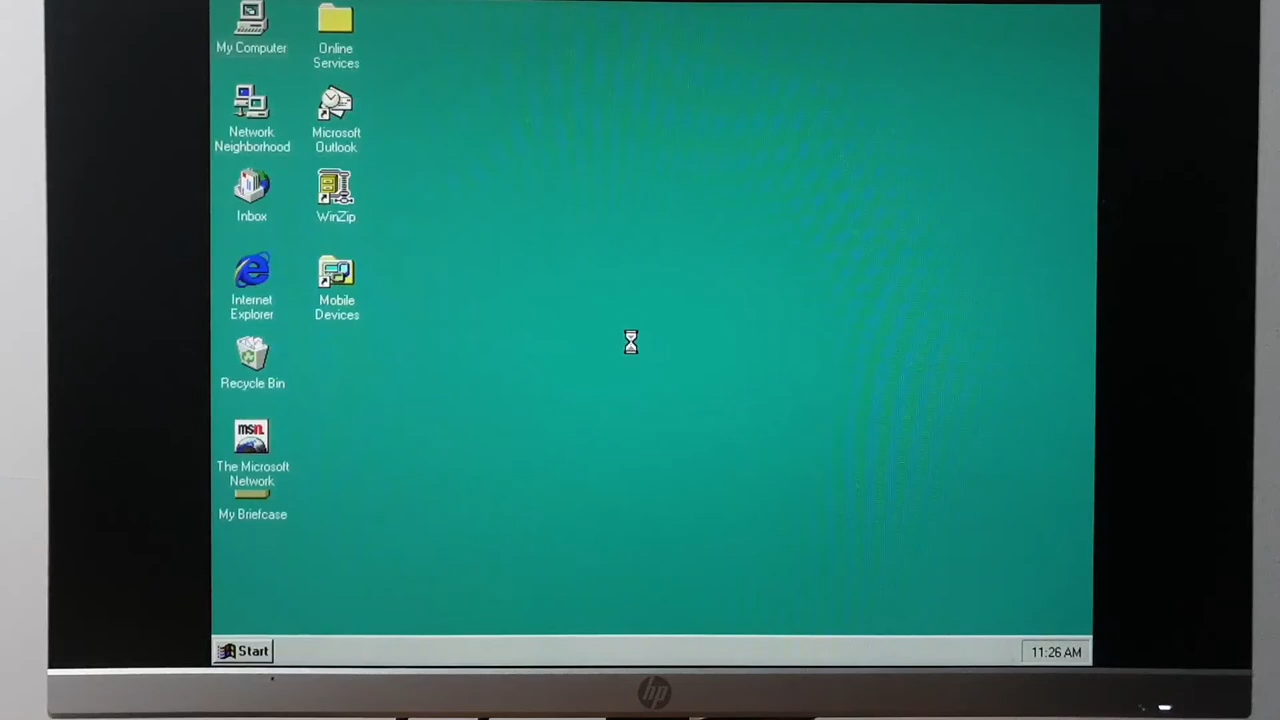 My Computer
Online
Services
Network
Neighborhood
Microsoft
Outlook
Inbox
WinZip
Internet
Explorer
Mobile
Devices
Recycle Bin
msn.
The Microsoft
Network
My Briefcase
Start
11:26 AM
hp